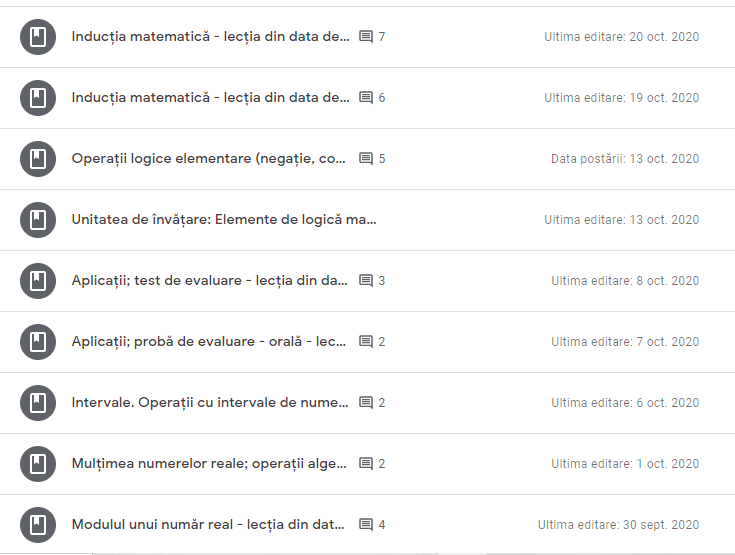 Inducția matematică - lecția din data de... 7 Ultima editare: 20 oct. 2020
Inducția matematică - lecția din data de... 6 Ultima editare: 19 oct. 2020
Operații logice elementare (negație, co... 5 Data postării: 13 oct. 2020
Unitatea de învățare: Elemente de logică ma... Ultima editare: 13 oct. 2020
Aplicații; test de evaluare - lecția din da... 3 Ultima editare: 8 oct. 2020
Aplicații; probă de evaluare - orală - lec... 2 Ultima editare: 7 oct. 2020
Intervale. Operații cu intervale de nume... 2 Ultima editare: 6 oct. 2020
Mulțimea numerelor reale; operații alge... 2 Ultima editare: 1 oct. 2020
Modulul unui număr real - lecția din dat... 4 Ultima editare: 30 sept. 2020